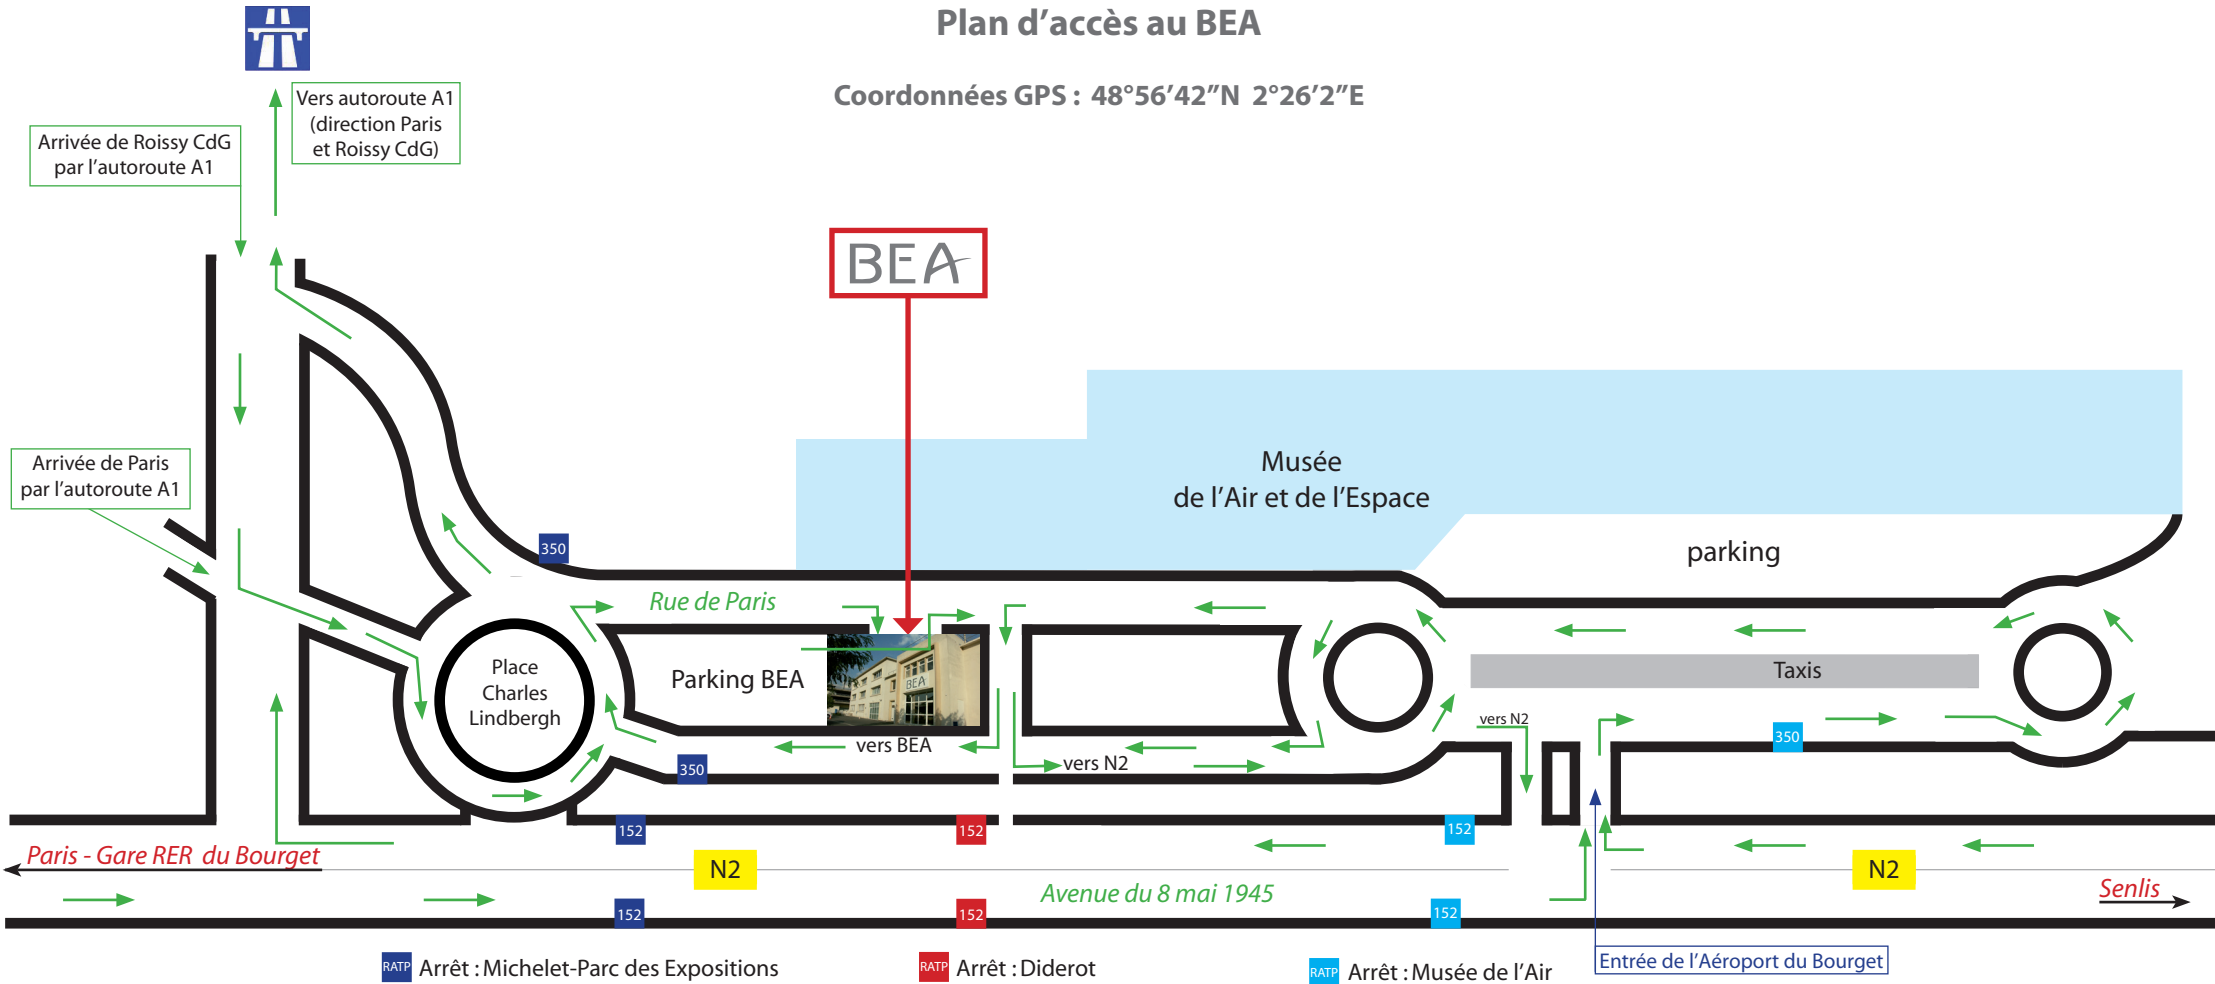 Plan d’accès au BEA
Coordonnées GPS : 48°56’42”N 2°26’2”E
Vers autoroute A1
(direction Paris
et Roissy CdG)
Arrivée de Roissy CdG
par l’autoroute A1
BEA
Arrivée de Paris
par l’autoroute A1
Musée
de l’Air et de l’Espace
350
parking
Rue de Paris
Place
Charles
Lindbergh
Parking BEA
BEA
Taxis
vers N2
350
vers BEA
vers N2
350
152
152
152
Paris - Gare RER du Bourget
N2
N2
Avenue du 8 mai 1945
Senlis
152
152
152
Entrée de l’Aéroport du Bourget
RATP Arrêt : Michelet-Parc des Expositions
RATP Arrêt : Diderot
RATP Arrêt : Musée de l’Air